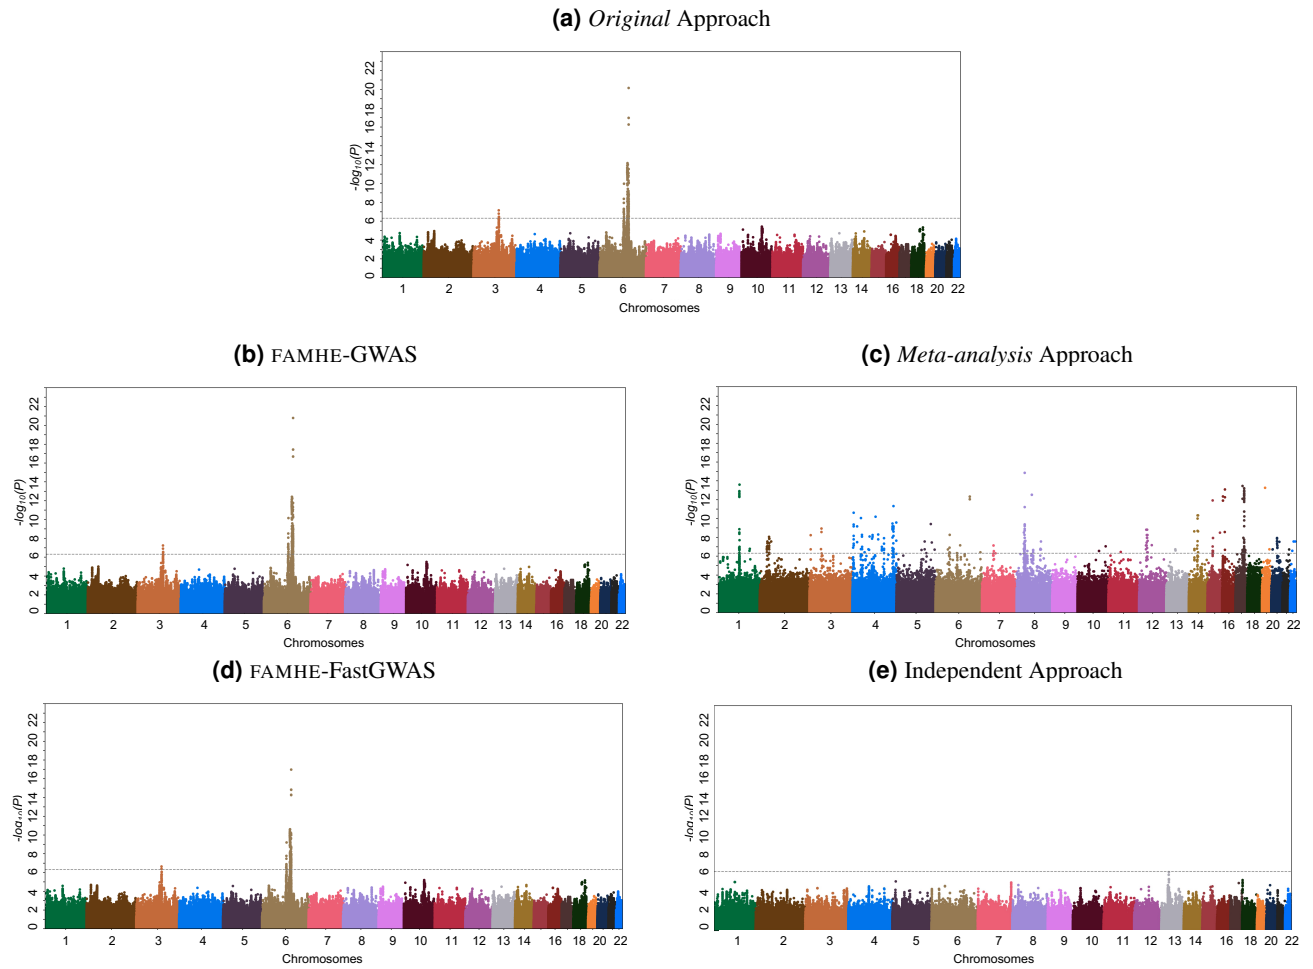 (a) Original Approach
-log10(P)
0 2 4 6 8 10 12 14 16 18 20 22
1 2 3 4 5 6 7 8 9 10 11 12 13 14 16 18 20 22
Chromosomes
(b) FAMHE-GWAS
-log10(P)
0 2 4 6 8 10 12 14 16 18 20 22
1 2 3 4 5 6 7 8 9 10 11 12 13 14 16 18 20 22
Chromosomes
(c) Meta-analysis Approach
-log10(P)
0 2 4 6 8 10 12 14 16 18 20 22
1 2 3 4 5 6 7 8 9 10 11 12 13 14 16 18 20 22
Chromosomes
(d) FAMHE-FastGWAS
-log10(P)
0 2 4 6 8 10 12 14 16 18 20 22
1 2 3 4 5 6 7 8 9 10 11 12 13 14 16 18 20 22
Chromosomes
(e) Independent Approach
-log10(P)
0 2 4 6 8 10 12 14 16 18 20 22
1 2 3 4 5 6 7 8 9 10 11 12 13 14 16 18 20 22
Chromosomes